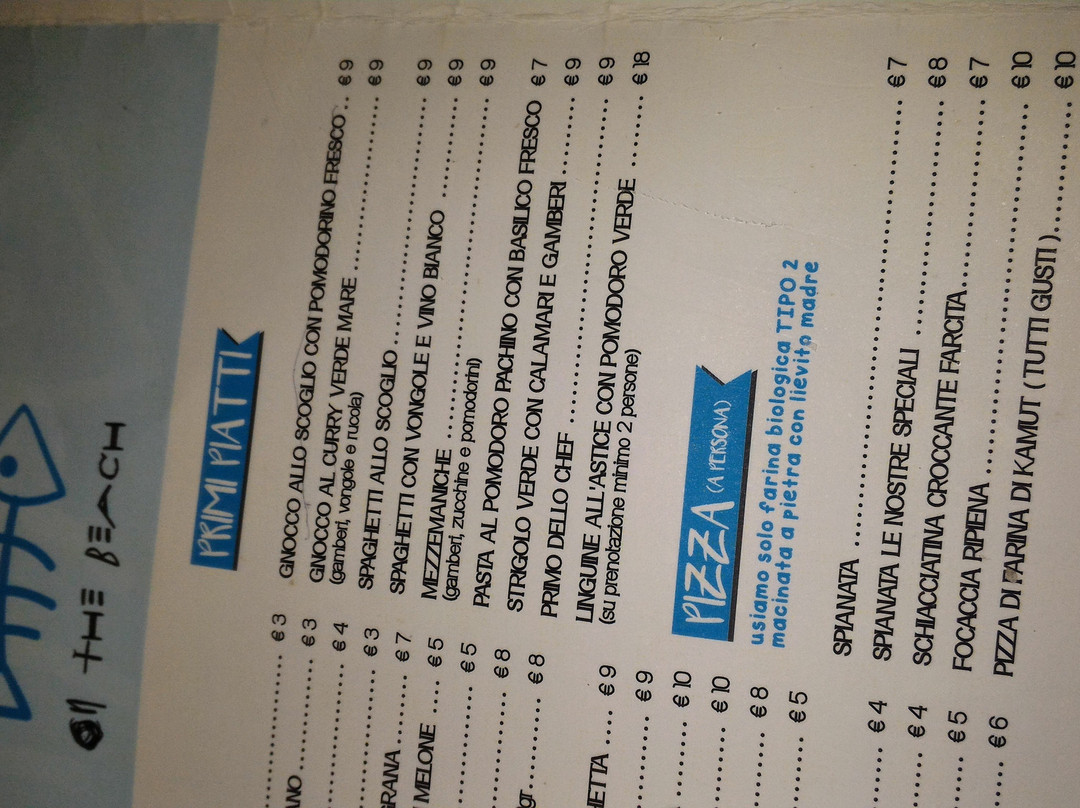 ON THE BEACH
PRIMI PIATTI
GNOCCO ALLO SCOGLIO CON POMODORINO FRESCO .. €9
GNOCCO AL CURRY VERDE MARE ........ €9
(gamberi, vongole e rucola)
SPAGHETTI ALLO SCOGLIO ........ €9
SPAGHETTI CON VONGOLE E VINO BIANCO ........ €9
MEZZEMANICHE ........ €9
(gamberi, zucchine e pomodorini)
PASTA AL POMODORO PACHINO CON BASILICO FRESCO €7
STRIGOLO VERDE CON CALAMARI E GAMBERI ........ €9
PRIMO DELLO CHEF ........ €9
LINGUINE ALL'ASTICE CON POMODORO VERDE ...... €18
(su prenotazione minimo 2 persone)
PIZZA (A PERSONA)
usiamo solo farina biologica TIPO 2
macinata a pietra con lievito madre
SPIANATA ........ €7
SPIANATA LE NOSTRE SPECIALI ........ €8
SCHIACCIATINA CROCCANTE FARCITA ........ €7
FOCACCIA RIPIENA ........ €10
PIZZA DI FARINA DI KAMUT ( TUTTI GUSTI ) ........ €10
........ €3
ANO ........ €3
........ €4
........ €3
GRANA .... €7
MELONE .... €5
........ €5
........ €8
gr ........ €8
HETTA .... €9
........ €9
........ €10
........ €10
........ €8
........ €5
........ €4
........ €4
........ €5
........ €6